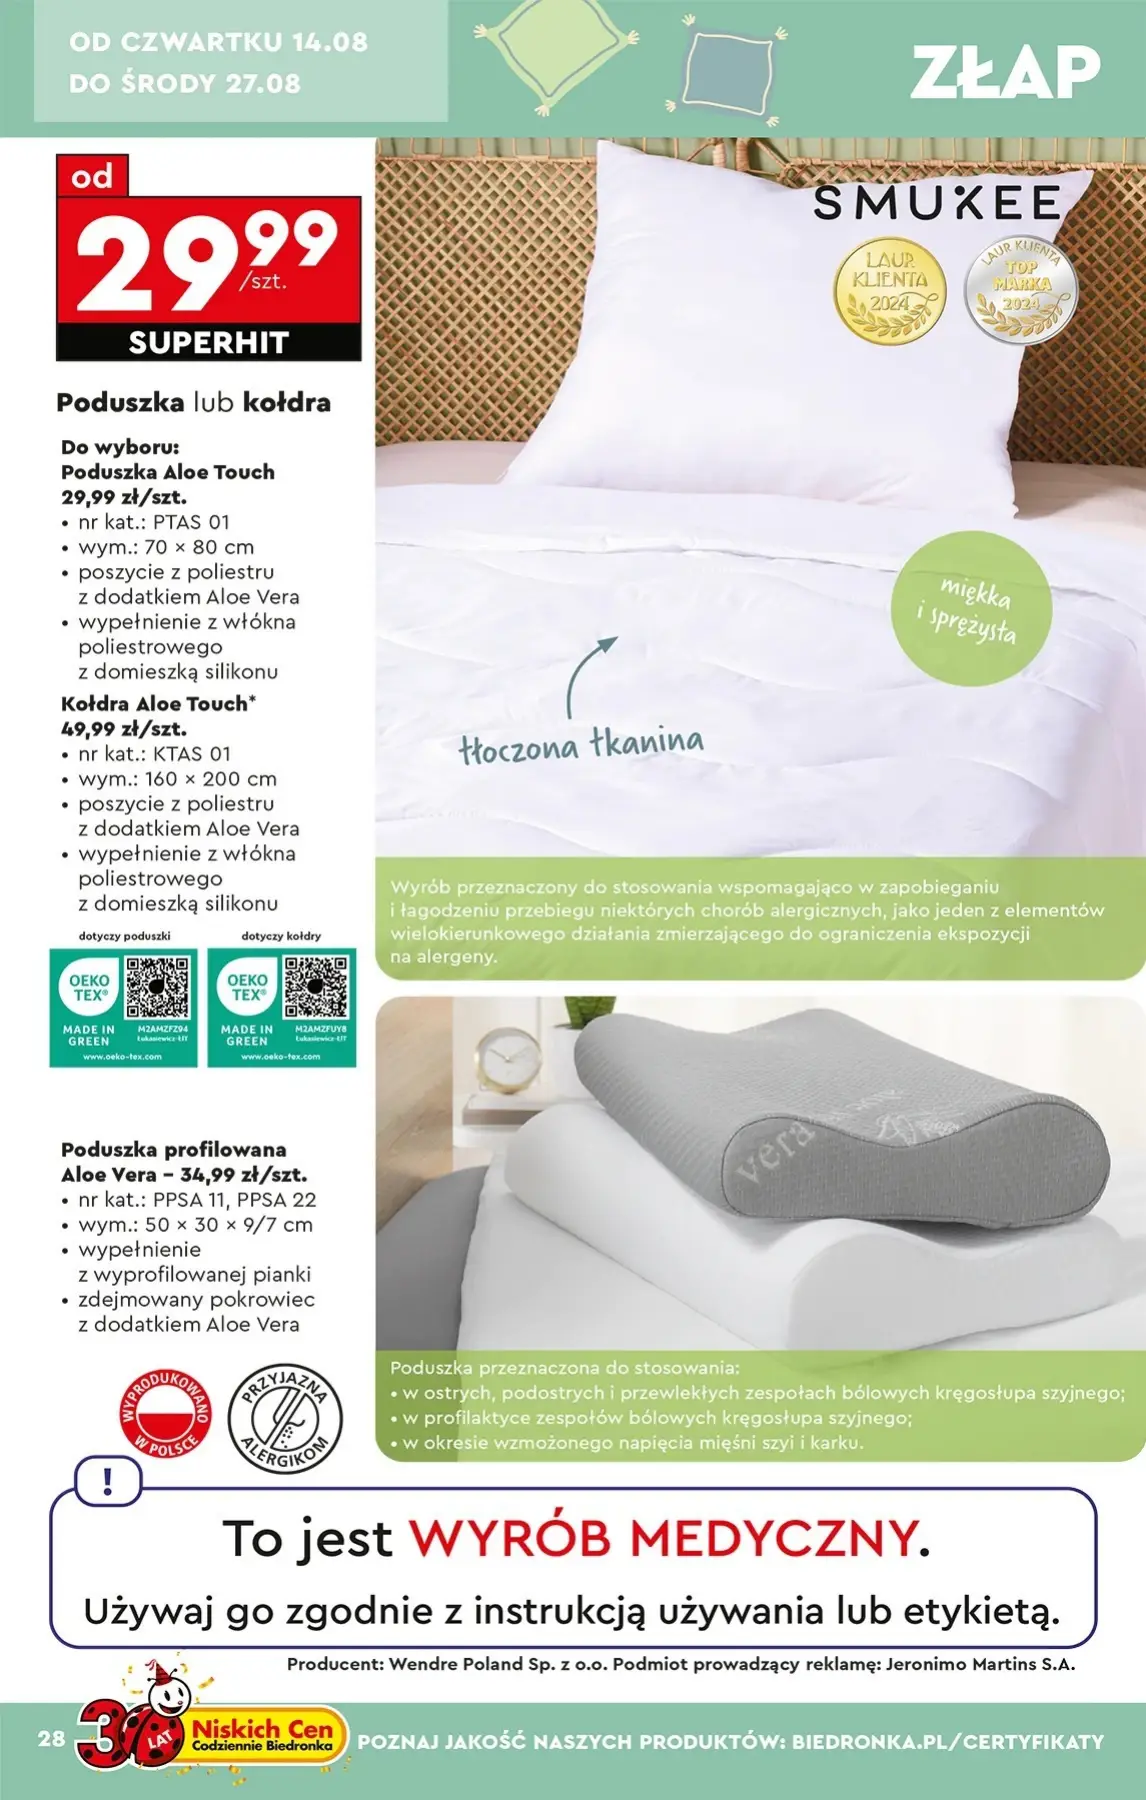 OD CZWARTKU 14.08
DO ŚRODY 27.08
ZŁAP
od
29 99
/szt.
SUPERHIT
SMUKEE
LAUR
KLIENTA
2024
LAUR KLIENTA
TOP
MARKA
2024
Poduszka lub kołdra
Do wyboru:
Poduszka Aloe Touch
29,99 zł/szt.
• nr kat.: PTAS 01
• wym.: 70 × 80 cm
• poszycie z poliestru
z dodatkiem Aloe Vera
• wypełnienie z włókna
poliestrowego
z domieszką silikonu
Kołdra Aloe Touch*
49,99 zł/szt.
• nr kat.: KTAS 01
• wym.: 160 × 200 cm
• poszycie z poliestru
z dodatkiem Aloe Vera
• wypełnienie z włókna
poliestrowego
z domieszką silikonu
miękka
i sprężysta
tłoczona tkanina
Wyrób przeznaczony do stosowania wspomagająco w zapobieganiu
i łagodzeniu przebiegu niektórych chorób alergicznych, jako jeden z elementów
wielokierunkowego działania zmierzającego do ograniczenia ekspozycji
na alergeny.
dotyczy poduszki
OEKO
TEX®
MADE IN
GREEN
M2AMZFZ94
Łukasiewicz-ŁIT
www.oeko-tex.com
dotyczy kołdry
OEKO
TEX®
MADE IN
GREEN
M2AMZFUY8
Łukasiewicz-ŁIT
www.oeko-tex.com
Poduszka profilowana
Aloe Vera – 34,99 zł/szt.
• nr kat.: PPSA 11, PPSA 22
• wym.: 50 × 30 × 9/7 cm
• wypełnienie
z wyprofilowanej pianki
• zdejmowany pokrowiec
z dodatkiem Aloe Vera
vera
WYPRODUKOWANO
W POLSCE
PRZYJAZNA
ALERGIKOM
Poduszka przeznaczona do stosowania:
• w ostrych, podostrych i przewlekłych zespołach bólowych kręgosłupa szyjnego;
• w profilaktyce zespołów bólowych kręgosłupa szyjnego;
• w okresie wzmożonego napięcia mięśni szyi i karku.
!
To jest WYRÓB MEDYCZNY.
Używaj go zgodnie z instrukcją używania lub etykietą.
Producent: Wendre Poland Sp. z o.o. Podmiot prowadzący reklamę: Jeronimo Martins S.A.
28
30
LAT
Niskich Cen
Codziennie Biedronka
POZNAJ JAKOŚĆ NASZYCH PRODUKTÓW: BIEDRONKA.PL/CERTYFIKATY